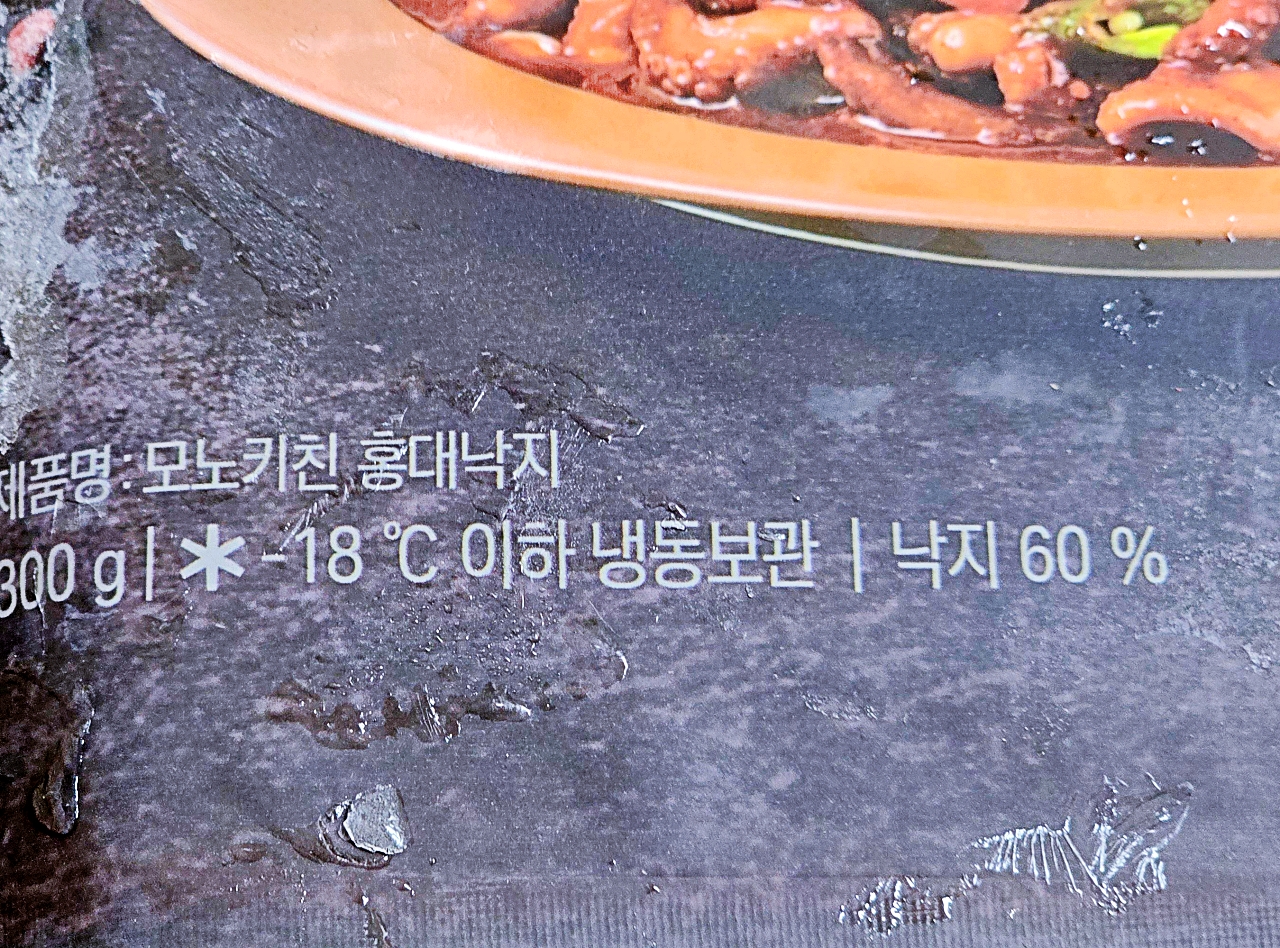 제품명 : 모노키친 홍대낙지
300 g | * -18 ℃ 이하 냉동보관 | 낙지 60 %